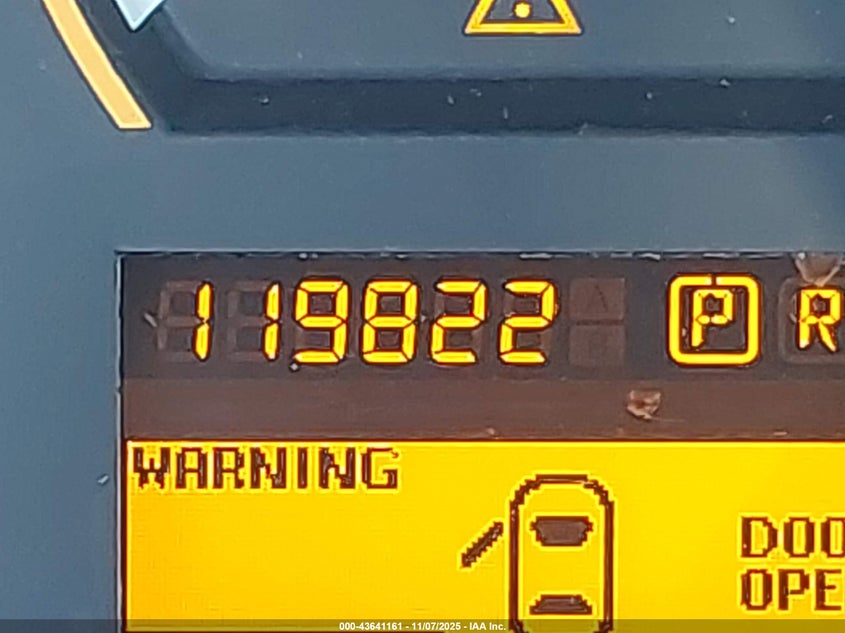 119822 P R
WARNING
DOO
OPE
000-43641161 - 11/07/2025 - IAA Inc.